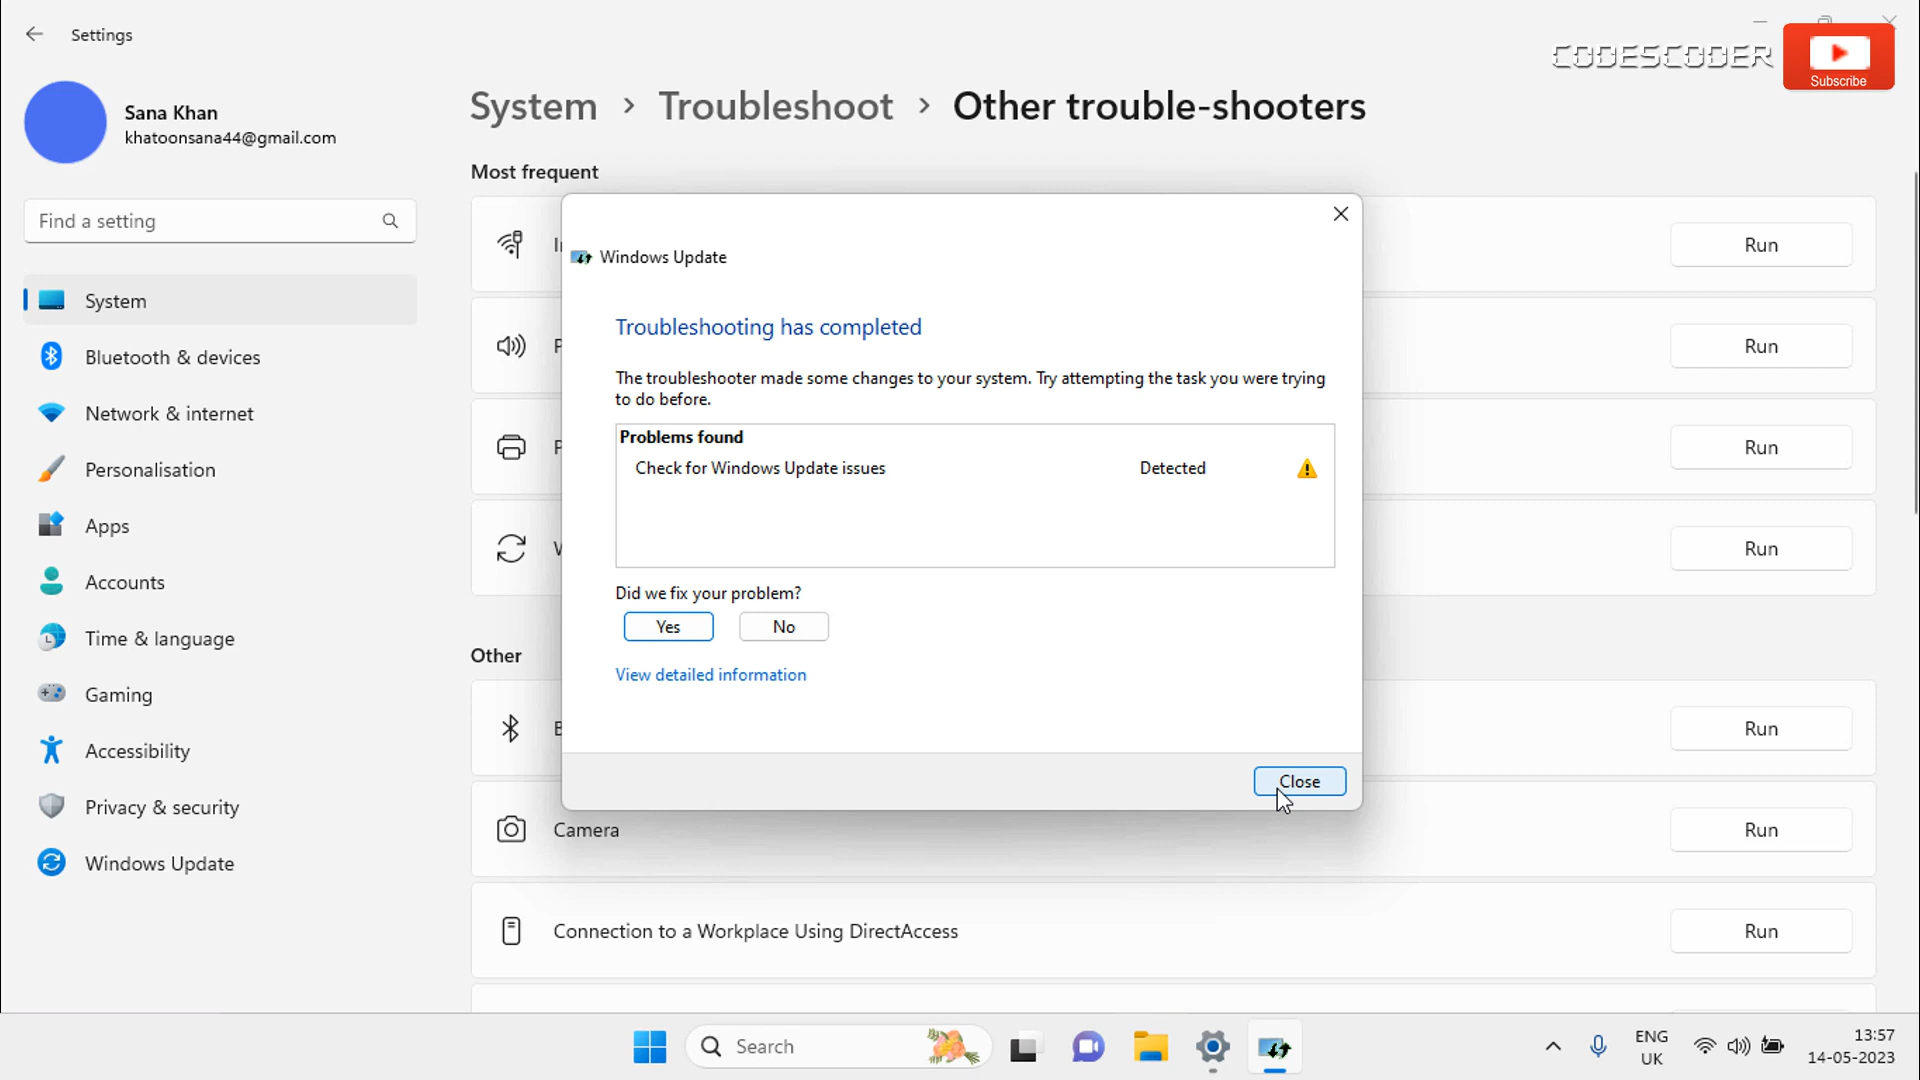 Settings
CODESCODER
Subscribe
Sana Khan
khatoonsana44@gmail.com
System > Troubleshoot > Other trouble-shooters
Find a setting
System
Bluetooth & devices
Network & internet
Personalisation
Apps
Accounts
Time & language
Gaming
Accessibility
Privacy & security
Windows Update
Most frequent
Run
Run
Run
Run
Windows Update
Troubleshooting has completed
The troubleshooter made some changes to your system. Try attempting the task you were trying
to do before.
Problems found
Check for Windows Update issues Detected
Did we fix your problem?
Yes No
View detailed information
Close
Other
Run
Camera Run
Connection to a Workplace Using DirectAccess Run
Search
ENG
UK
13:57
14-05-2023